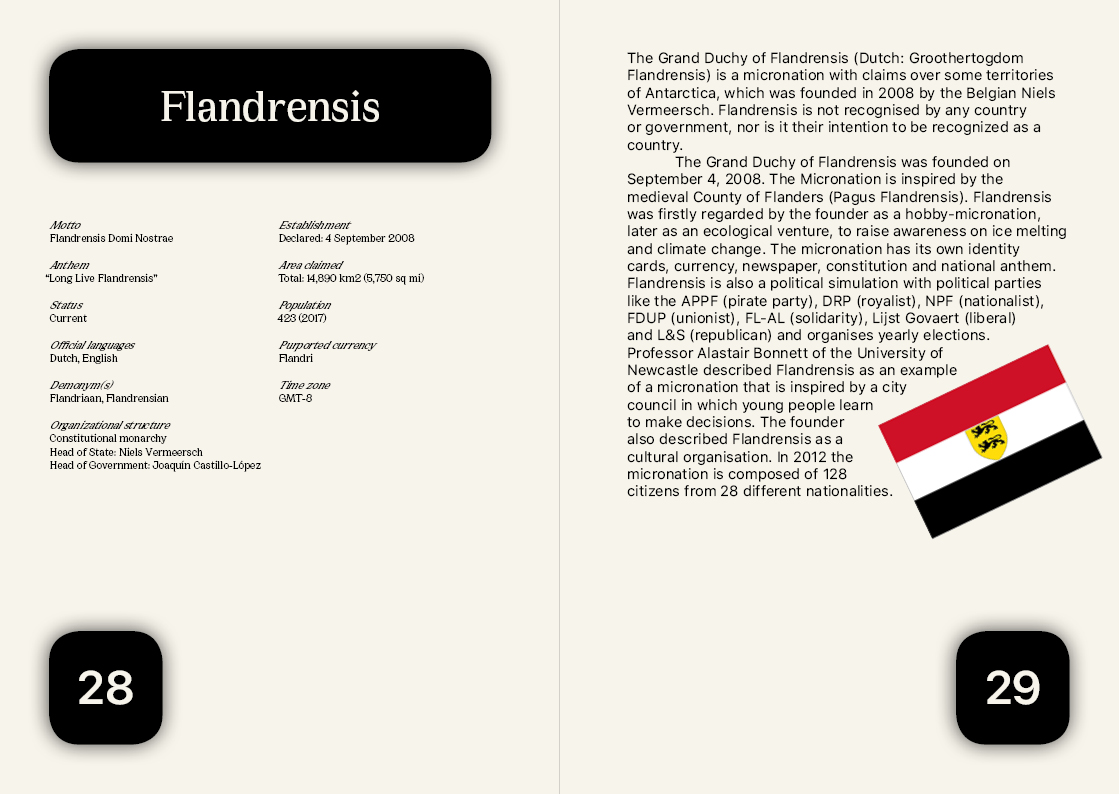 Flandrensis
Motto
Flandrensis Domi Nostrae
Anthem
“Long Live Flandrensis”
Status
Current
Official languages
Dutch, English
Demonym(s)
Flandriaan, Flandrensian
Organizational structure
Constitutional monarchy
Head of State: Niels Vermeersch
Head of Government: Joaquín Castillo-López
Establishment
Declared: 4 September 2008
Area claimed
Total: 14,890 km2 (5,750 sq mi)
Population
423 (2017)
Purported currency
Flandri
Time zone
GMT-8
28
The Grand Duchy of Flandrensis (Dutch: Groothertogdom
Flandrensis) is a micronation with claims over some territories
of Antarctica, which was founded in 2008 by the Belgian Niels
Vermeersch. Flandrensis is not recognised by any country
or government, nor is it their intention to be recognized as a
country.
The Grand Duchy of Flandrensis was founded on
September 4, 2008. The Micronation is inspired by the
medieval County of Flanders (Pagus Flandrensis). Flandrensis
was firstly regarded by the founder as a hobby-micronation,
later as an ecological venture, to raise awareness on ice melting
and climate change. The micronation has its own identity
cards, currency, newspaper, constitution and national anthem.
Flandrensis is also a political simulation with political parties
like the APPF (pirate party), DRP (royalist), NPF (nationalist),
FDUP (unionist), FL-AL (solidarity), Lijst Govaert (liberal)
and L&S (republican) and organises yearly elections.
Professor Alastair Bonnett of the University of
Newcastle described Flandrensis as an example
of a micronation that is inspired by a city
council in which young people learn
to make decisions. The founder
also described Flandrensis as a
cultural organisation. In 2012 the
micronation is composed of 128
citizens from 28 different nationalities.
29